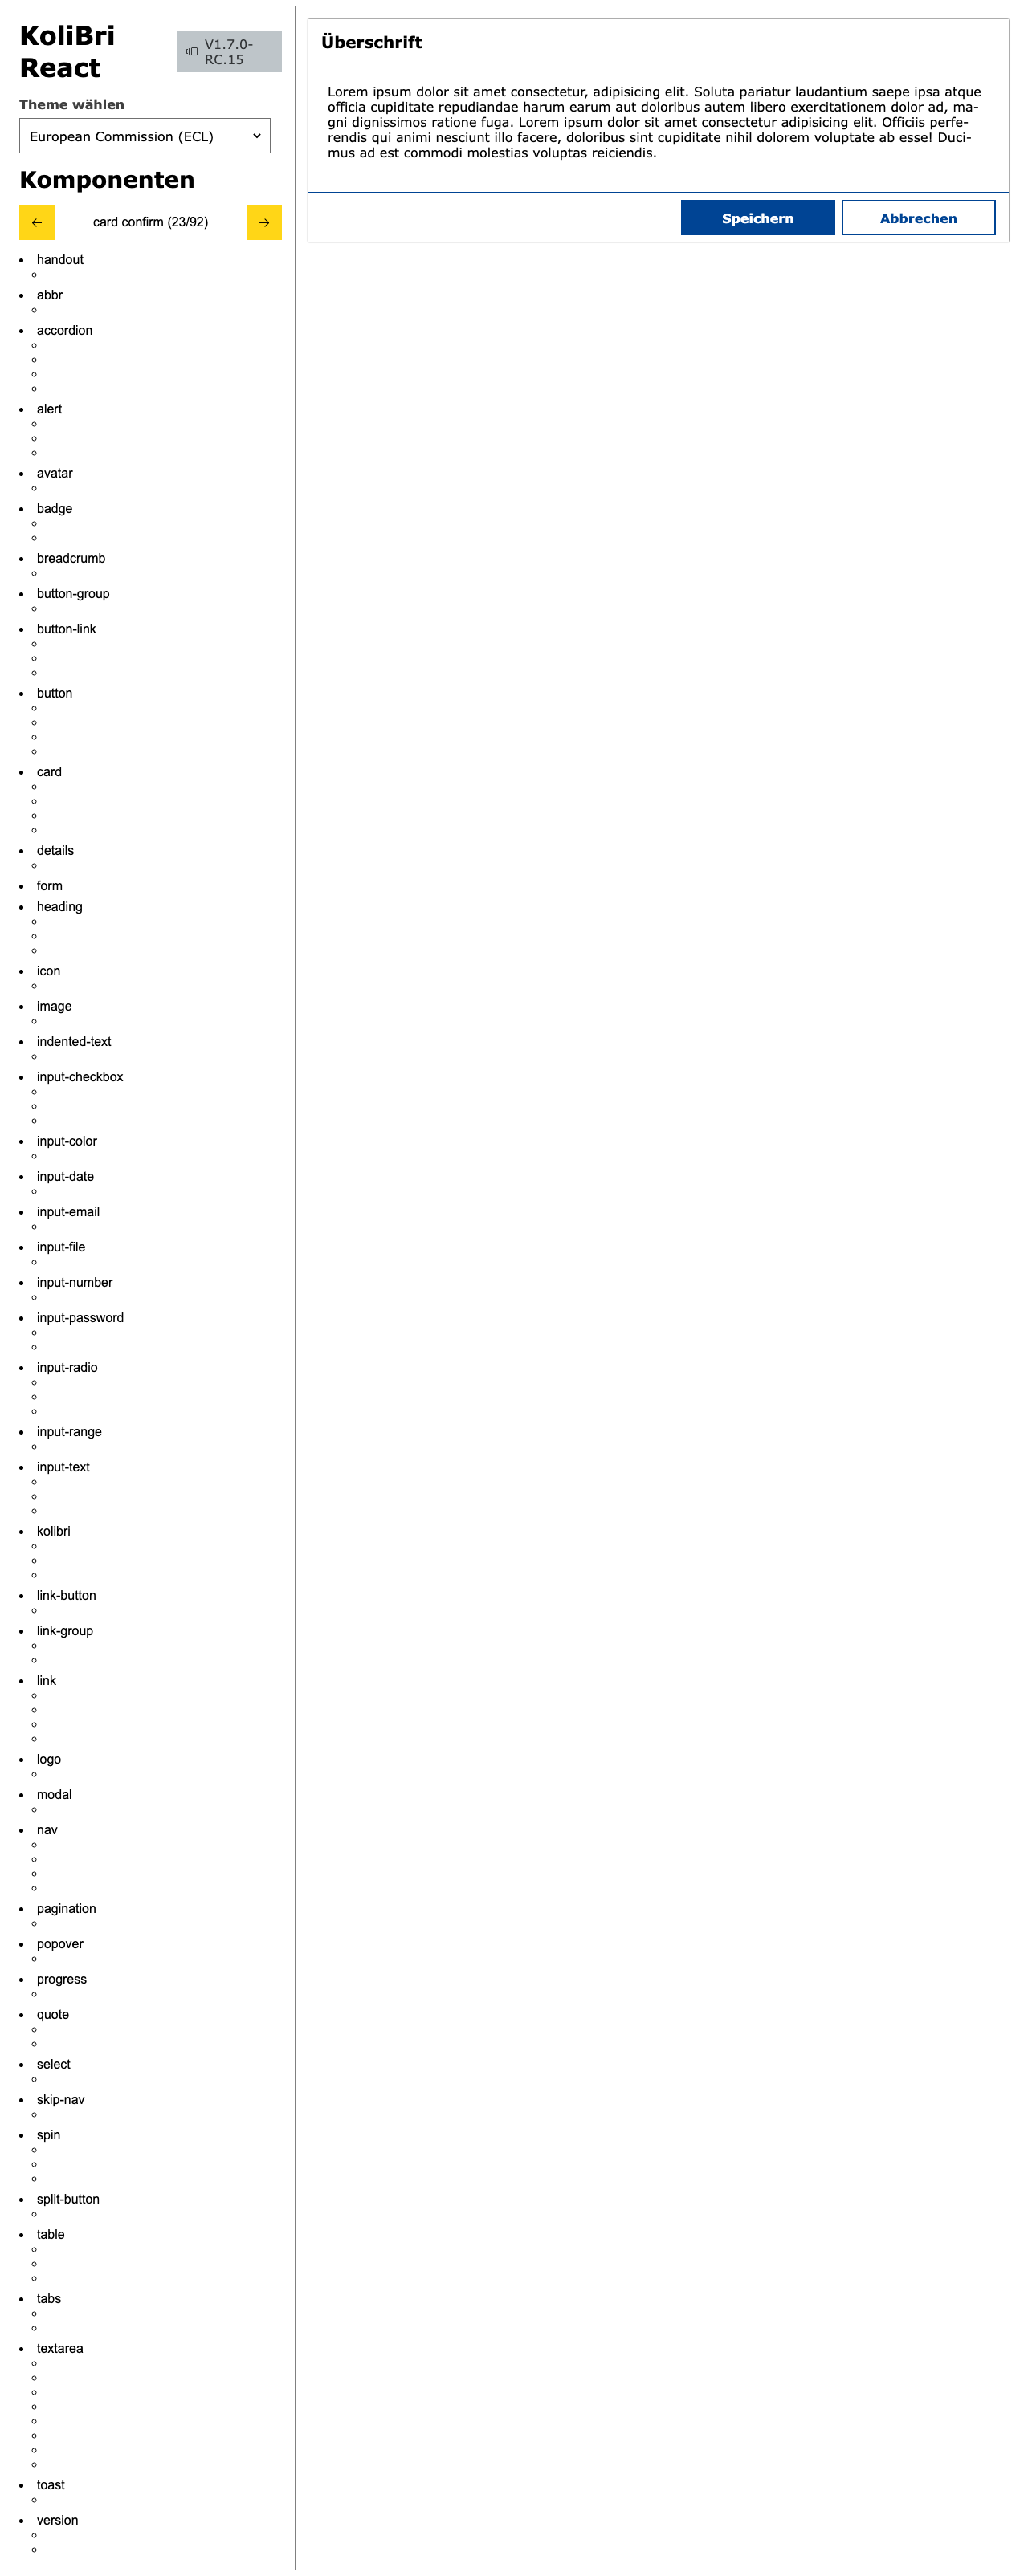 KoliBri
React
V1.7.0-
RC.15
Theme wählen
European Commission (ECL)
Komponenten
card confirm (23/92)
handout
abbr
accordion
alert
avatar
badge
breadcrumb
button-group
button-link
button
card
details
form
heading
icon
image
indented-text
input-checkbox
input-color
input-date
input-email
input-file
input-number
input-password
input-radio
input-range
input-text
kolibri
link-button
link-group
link
logo
modal
nav
pagination
popover
progress
quote
select
skip-nav
spin
split-button
table
tabs
textarea
toast
version
Überschrift
Lorem ipsum dolor sit amet consectetur, adipisicing elit. Soluta pariatur laudantium saepe ipsa atque
officia cupiditate repudiandae harum earum aut doloribus autem libero exercitationem dolor ad, ma-
gni dignissimos ratione fuga. Lorem ipsum dolor sit amet consectetur adipisicing elit. Officiis perfe-
rendis qui animi nesciunt illo facere, doloribus sint cupiditate nihil dolorem voluptate ab esse! Duci-
mus ad est commodi molestias voluptas reiciendis.
Speichern
Abbrechen